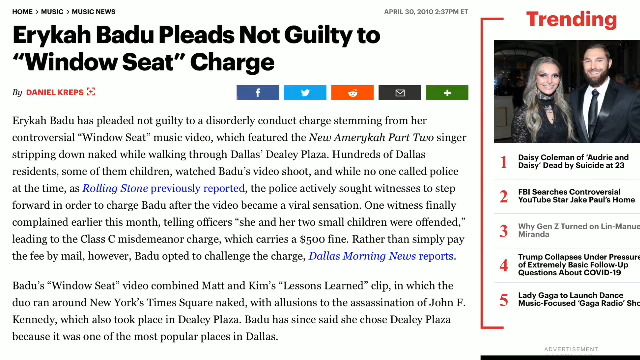 HOME > MUSIC > MUSIC NEWS
APRIL 30, 2010 2:37PM ET
Erykah Badu Pleads Not Guilty to
“Window Seat” Charge
By DANIEL KREPS
Erykah Badu has pleaded not guilty to a disorderly conduct charge stemming from her
controversial “Window Seat” music video, which featured the New Amerykah Part Two singer
stripping down naked while walking through Dallas’ Dealey Plaza. Hundreds of Dallas
residents, some of them children, watched Badu’s video shoot, and while no one called police
at the time, as Rolling Stone previously reported, the police actively sought witnesses to step
forward in order to charge Badu after the video became a viral sensation. One witness finally
complained earlier this month, telling officers “she and her two small children were offended,”
leading to the Class C misdemeanor charge, which carries a $500 fine. Rather than simply pay
the fee by mail, however, Badu opted to challenge the charge, Dallas Morning News reports.
Badu’s “Window Seat” video combined Matt and Kim’s “Lessons Learned” clip, in which the
duo ran around New York’s Times Square naked, with allusions to the assassination of John F.
Kennedy, which also took place in Dealey Plaza. Badu has since said she chose Dealey Plaza
because it was one of the most popular places in Dallas.
Trending
1 Daisy Coleman of ‘Audrie and
Daisy’ Dead by Suicide at 23
2 FBI Searches Controversial
YouTube Star Jake Paul’s Home
3 Why Gen Z Turned on Lin-Manue
Miranda
4 Trump Collapses Under Pressure
of Extremely Basic Follow-Up
Questions About COVID-19
5 Lady Gaga to Launch Dance
Music-Focused ‘Gaga Radio’ Sho
ADVERTISEMENT